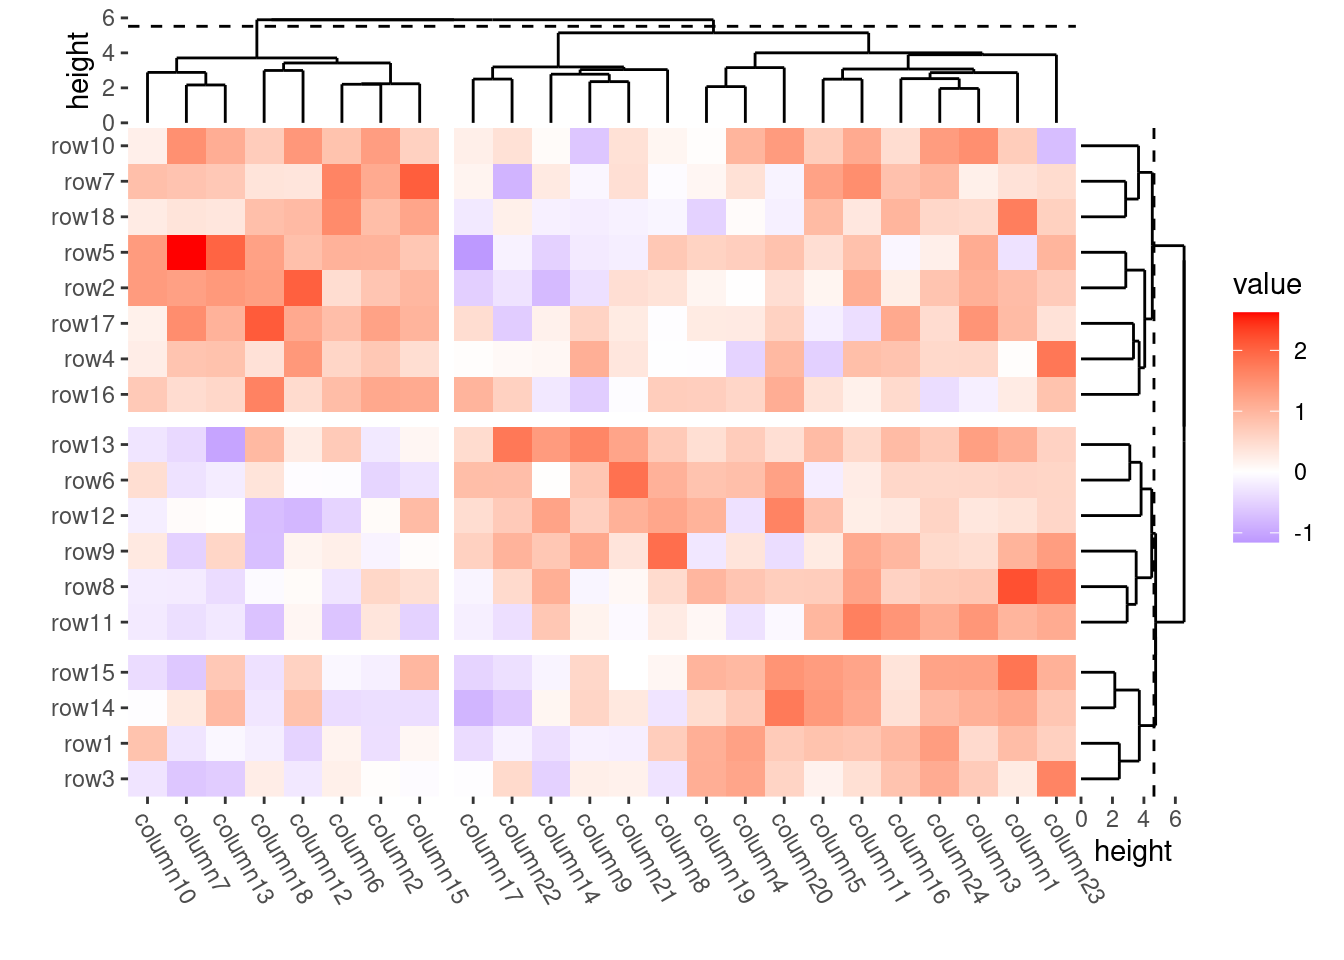 height
6
4
2
0
row10
row7
row18
row5
row2
row17
row4
row16
row13
row6
row12
row9
row8
row11
row15
row14
row1
row3
column10
column7
column13
column18
column12
column6
column2
column15
column17
column22
column14
column9
column21
column8
column19
column4
column20
column5
column11
column16
column24
column3
column1
column23
0 2 4 6
height
value
2
1
0
-1